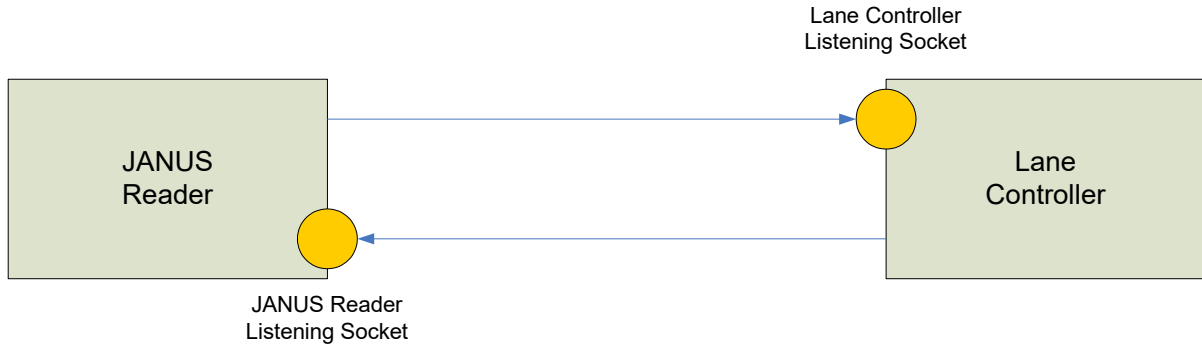 Lane Controller
Listening Socket
JANUS
Reader
Lane
Controller
JANUS Reader
Listening Socket